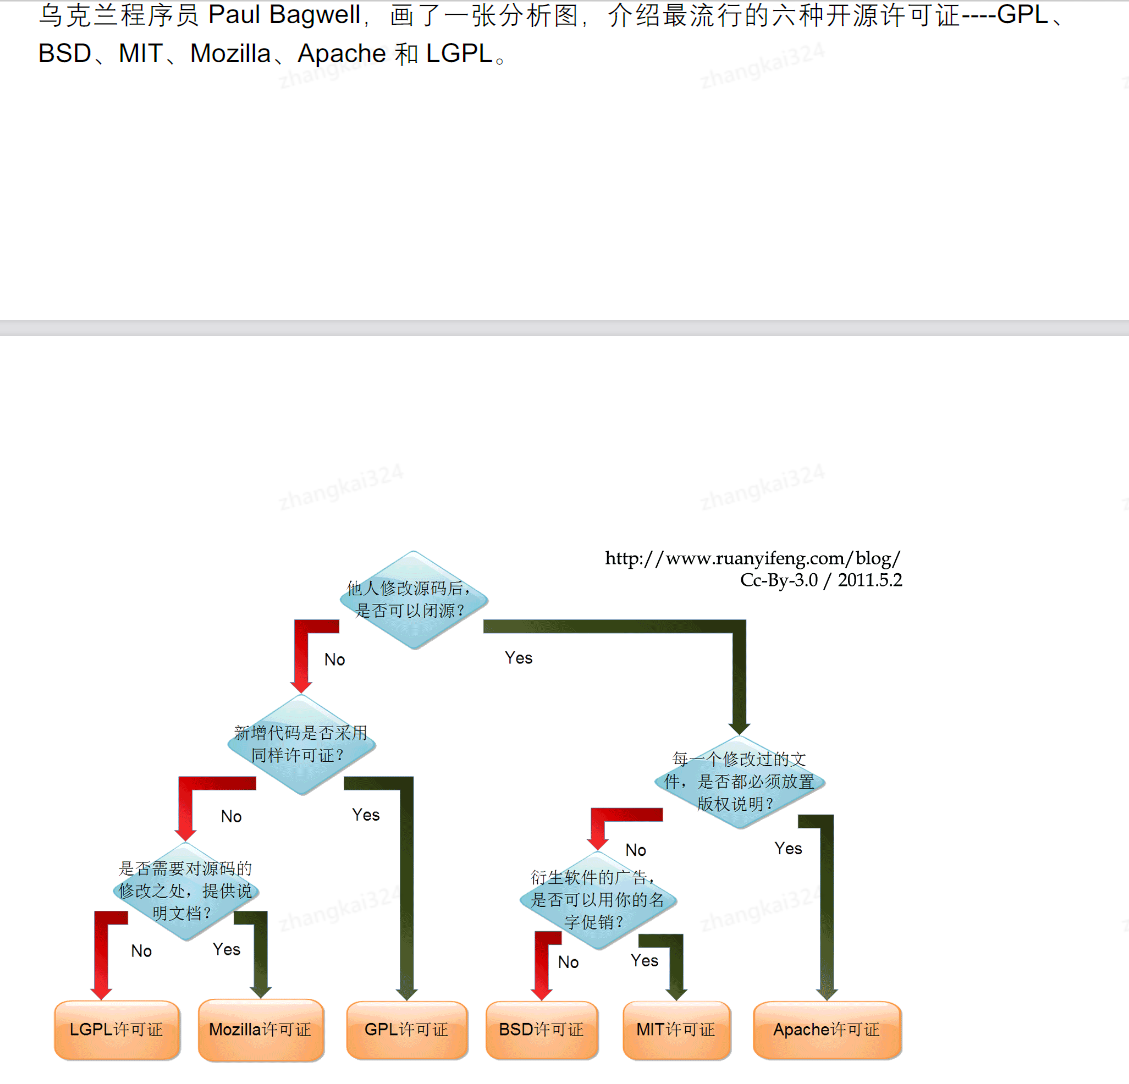 乌克兰程序员 Paul Bagwell，画了一张分析图，介绍最流行的六种开源许可证----GPL、
BSD、MIT、Mozilla、Apache 和 LGPL。
zhangkai324
zhangkai324
zhangkai324
zhangkai324
http://www.ruanyifeng.com/blog/
Cc-By-3.0 / 2011.5.2
他人修改源码后，
是否可以闭源？
No
Yes
新增代码是否采用
同样许可证？
每一个修改过的文
件，是否都必须放置
版权说明？
No
Yes
No
Yes
是否需要对源码的
修改之处，提供说
明文档？
衍生软件的广告，
是否可以用你的名
字促销？
zhangkai324
zhangkai324
No
Yes
No
Yes
LGPL许可证
Mozilla许可证
GPL许可证
BSD许可证
MIT许可证
Apache许可证